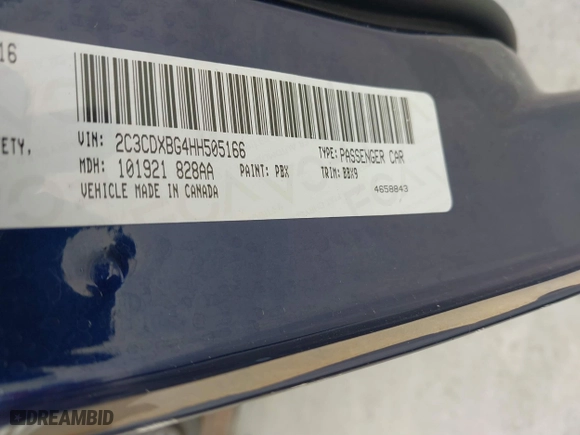 16
ETY,
VIN: 2C3CDXBG4HH505166
TYPE: PASSENGER CAR
MDH: 101921 828AA
PAINT: PBX
TRIM: BBX9
VEHICLE MADE IN CANADA
4658843
DREAMBID